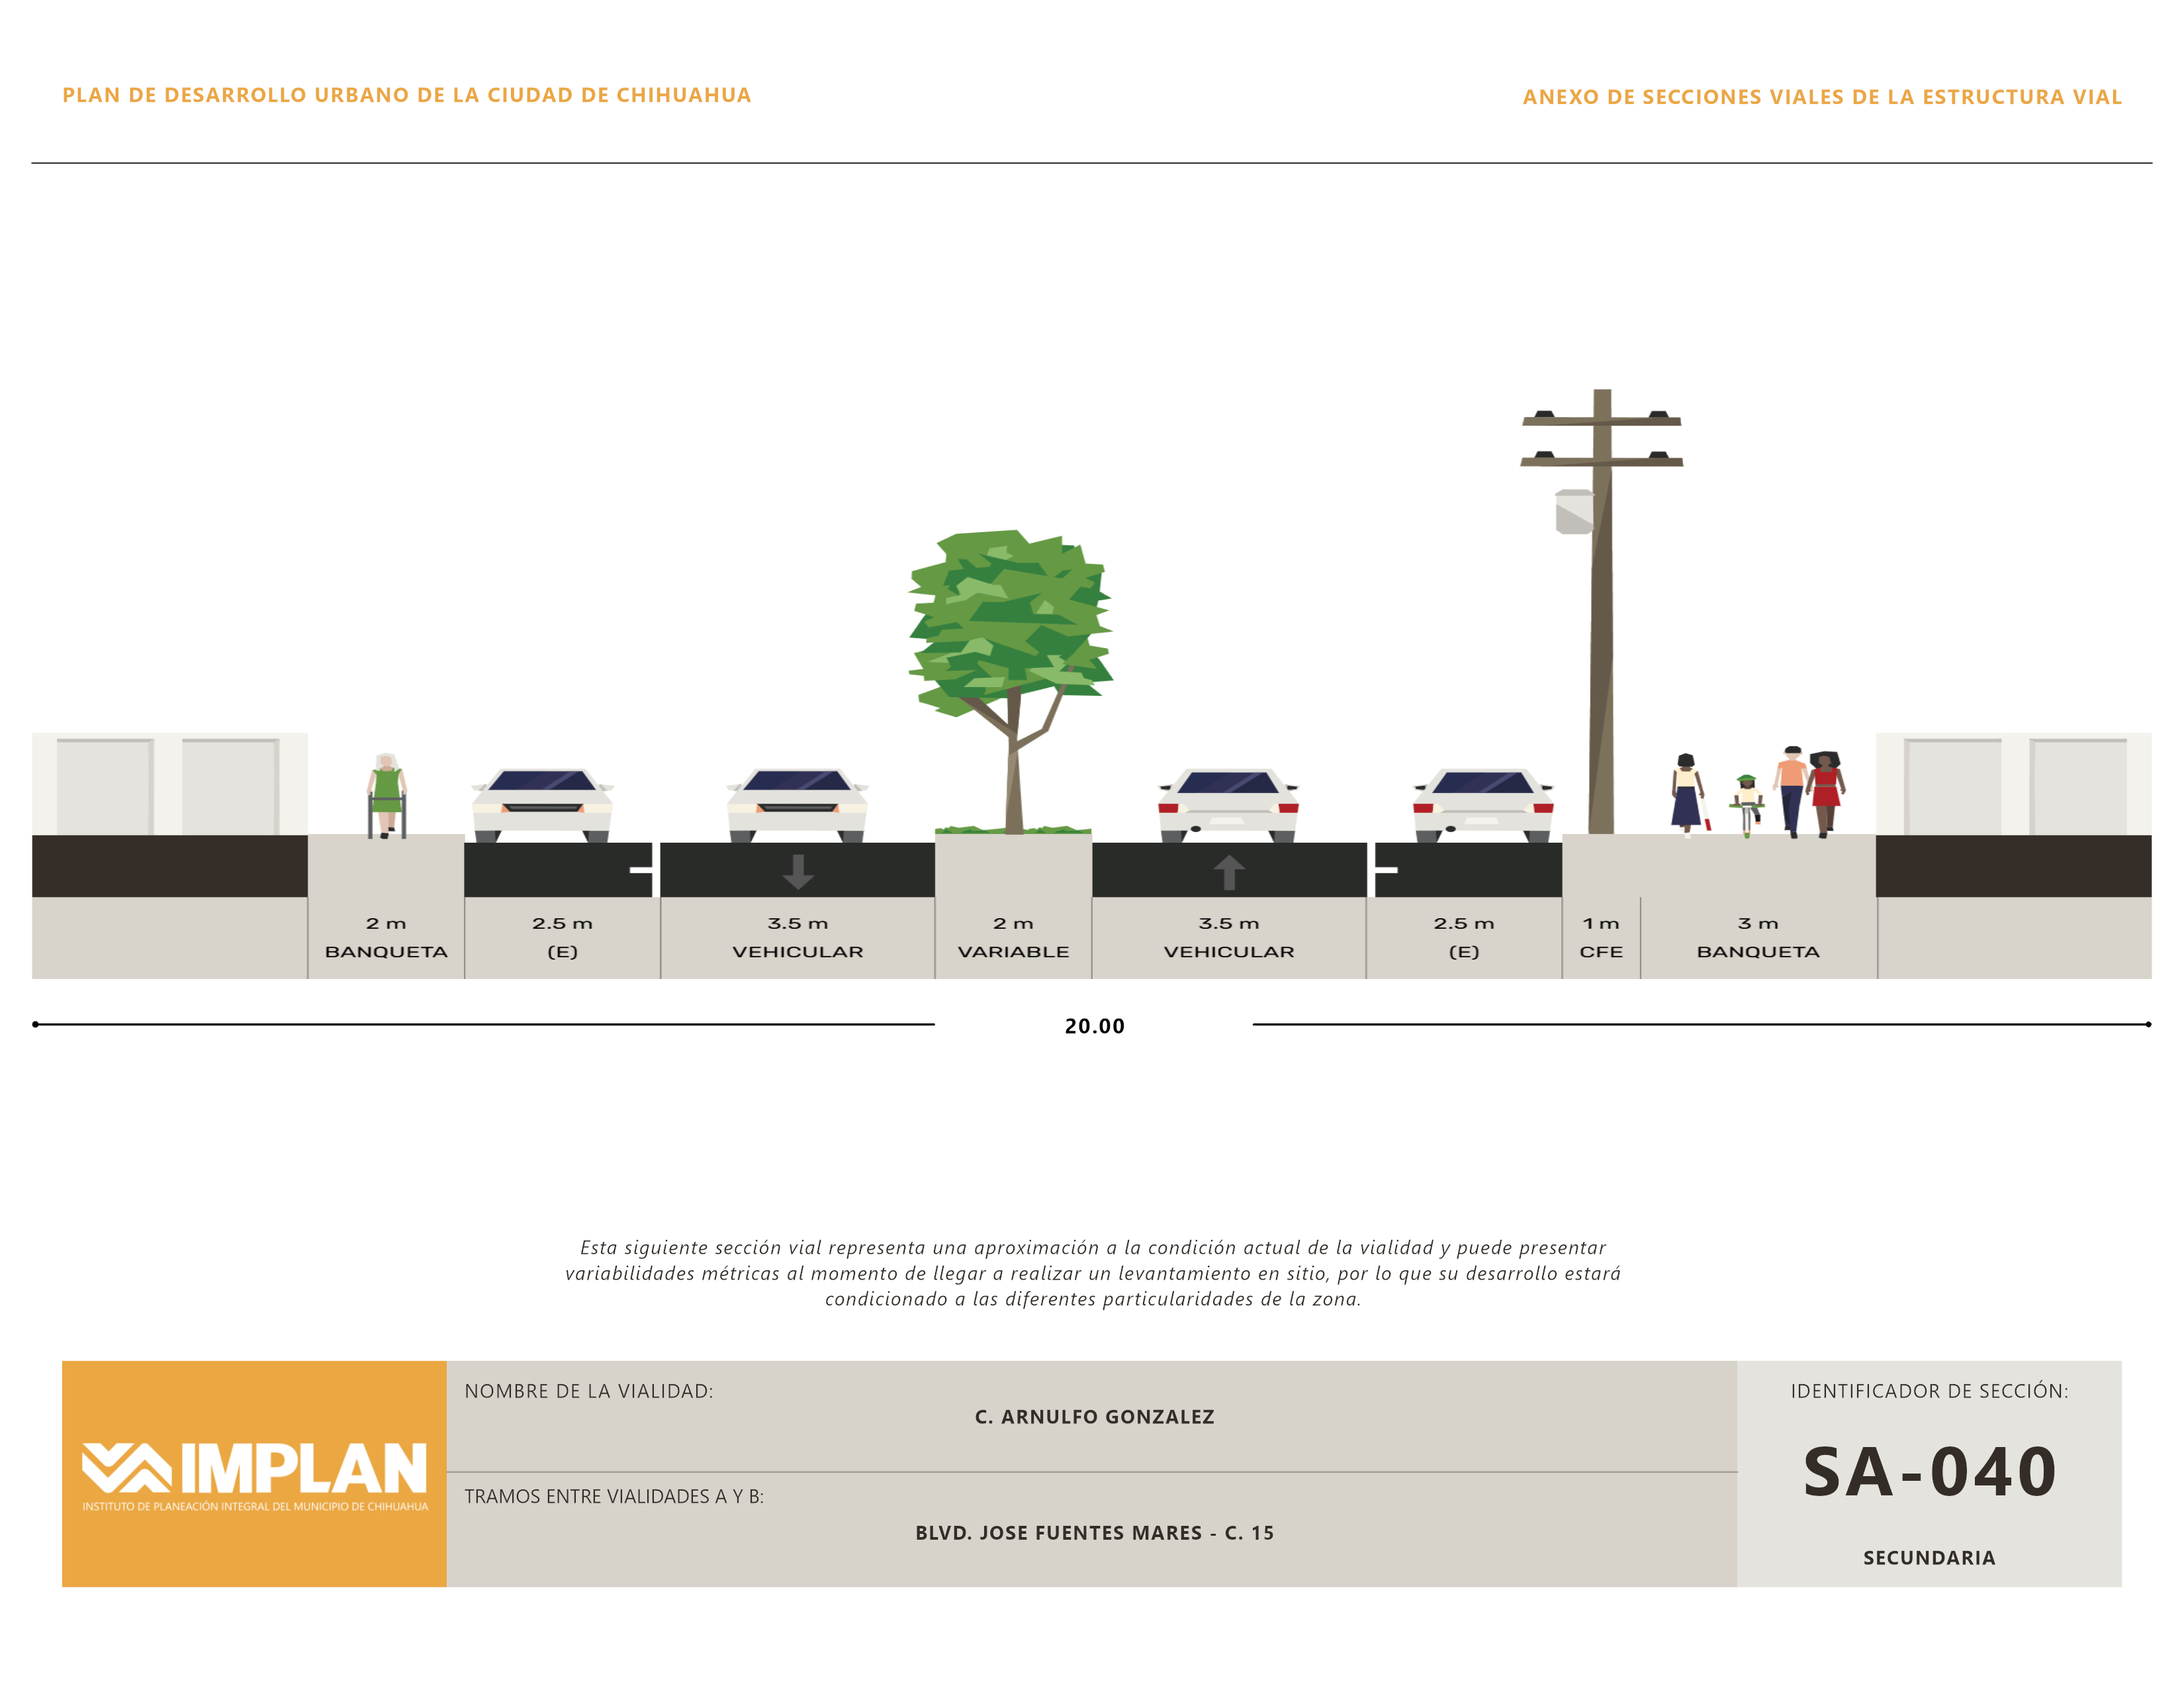 PLAN DE DESARROLLO URBANO DE LA CIUDAD DE CHIHUAHUA
ANEXO DE SECCIONES VIALES DE LA ESTRUCTURA VIAL
2 m
BANQUETA
2.5 m
(E)
3.5 m
VEHICULAR
2 m
VARIABLE
3.5 m
VEHICULAR
2.5 m
(E)
1 m
CFE
3 m
BANQUETA
20.00
Esta siguiente sección vial representa una aproximación a la condición actual de la vialidad y puede presentar
variabilidades métricas al momento de llegar a realizar un levantamiento en sitio, por lo que su desarrollo estará
condicionado a las diferentes particularidades de la zona.
IMPLAN
INSTITUTO DE PLANEACIÓN INTEGRAL DEL MUNICIPIO DE CHIHUAHUA
NOMBRE DE LA VIALIDAD:
C. ARNULFO GONZALEZ
TRAMOS ENTRE VIALIDADES A Y B:
BLVD. JOSE FUENTES MARES - C. 15
IDENTIFICADOR DE SECCIÓN:
SA-040
SECUNDARIA